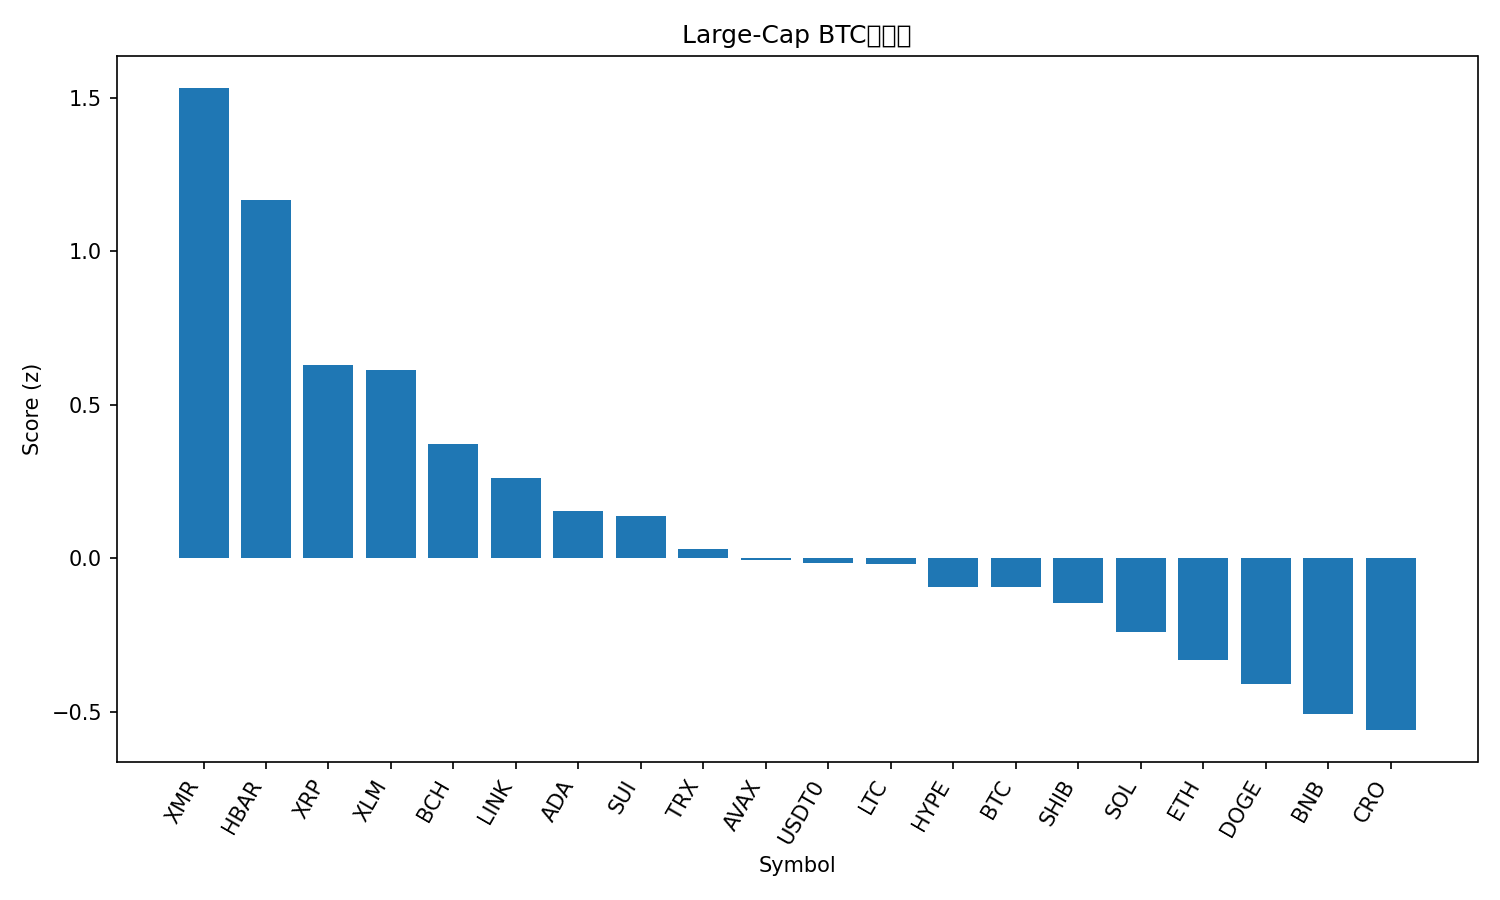 Large-Cap BTC
Score (z)
1.5
1.0
0.5
0.0
−0.5
XMR
HBAR
XRP
XLM
BCH
LINK
ADA
SUI
TRX
AVAX
USDT0
LTC
HYPE
BTC
SHIB
SOL
ETH
DOGE
BNB
CRO
Symbol